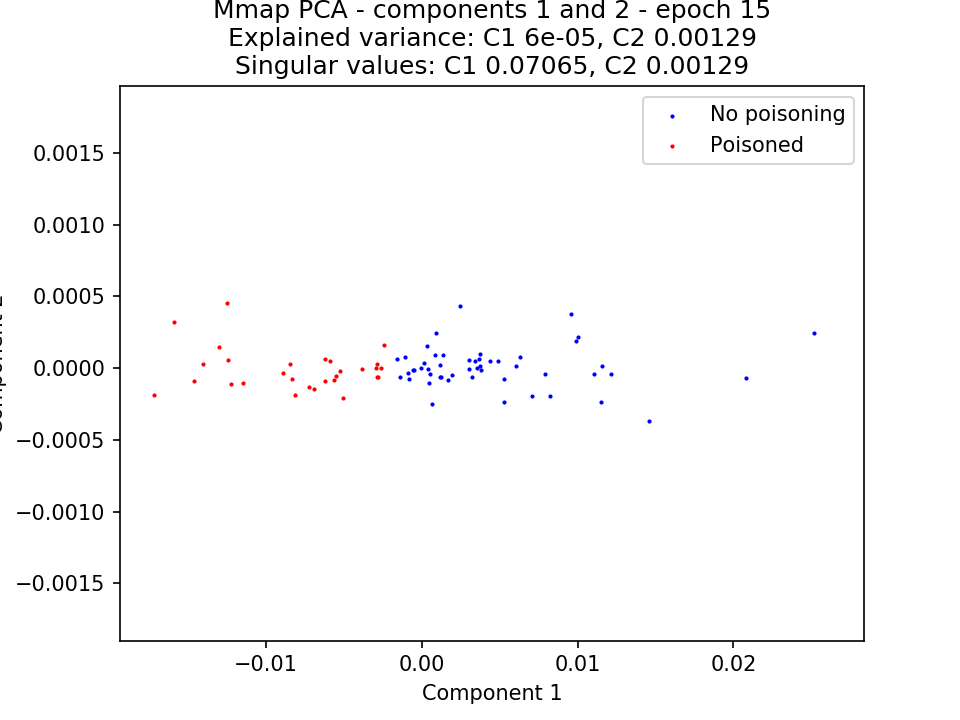 Mmap PCA - components 1 and 2 - epoch 15
Explained variance: C1 6e-05, C2 0.00129
Singular values: C1 0.07065, C2 0.00129
No poisoning
Poisoned
0.0015
0.0010
0.0005
0.0000
−0.0005
−0.0010
−0.0015
−0.01 0.00 0.01 0.02
Component 1